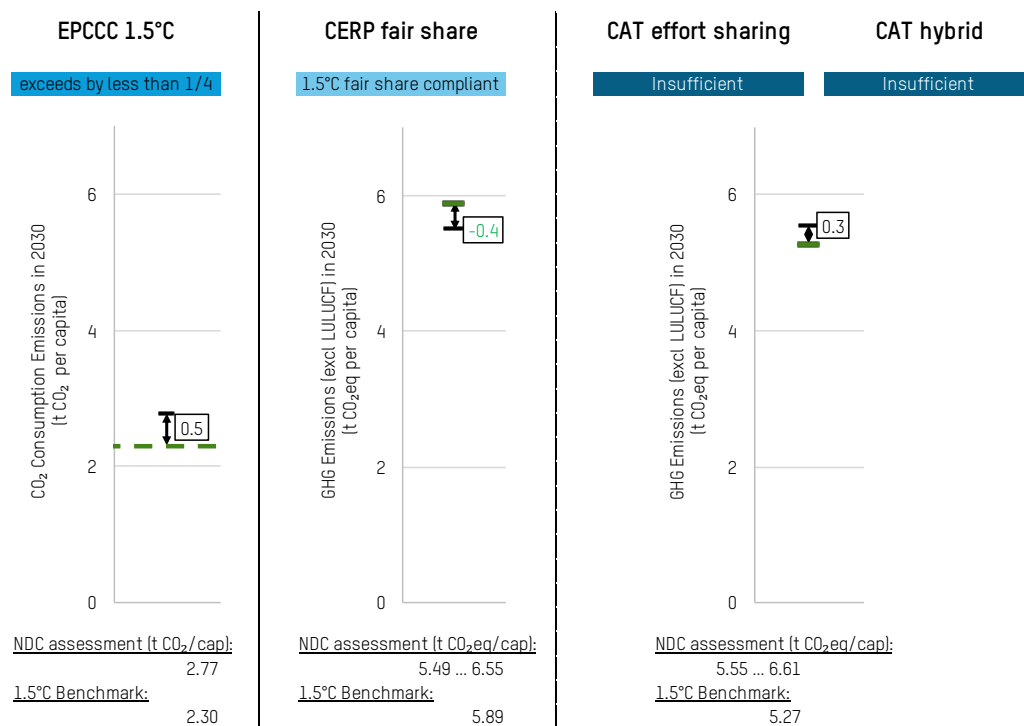 EPCCC 1.5°C
exceeds by less than 1/4
CO₂ Consumption Emissions in 2030
(t CO₂ per capita)
6
4
2
0
0.5
NDC assessment (t CO₂/cap):
2.77
1.5°C Benchmark:
2.30
CERP fair share
1.5°C fair share compliant
GHG Emissions (excl LULUCF) in 2030
(t CO₂eq per capita)
6
4
2
0
-0.4
NDC assessment (t CO₂eq/cap):
5.49 ... 6.55
1.5°C Benchmark:
5.89
CAT effort sharing
Insufficient
CAT hybrid
Insufficient
GHG Emissions (excl LULUCF) in 2030
(t CO₂eq per capita)
6
4
2
0
0.3
NDC assessment (t CO₂eq/cap):
5.55 ... 6.61
1.5°C Benchmark:
5.27